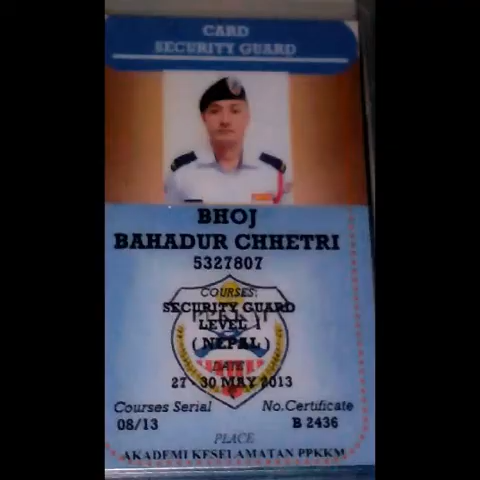 CARD
SECURITY GUARD
BHOJ
BAHADUR CHHETRI
5327807
COURSES:
SECURITY GUARD
LEVEL 1
( NEPAL )
DATE
27 - 30 MAY 2013
Courses Serial No.Certificate
08/13 B 2436
PLACE
AKADEMI KESELAMATAN PPKKM